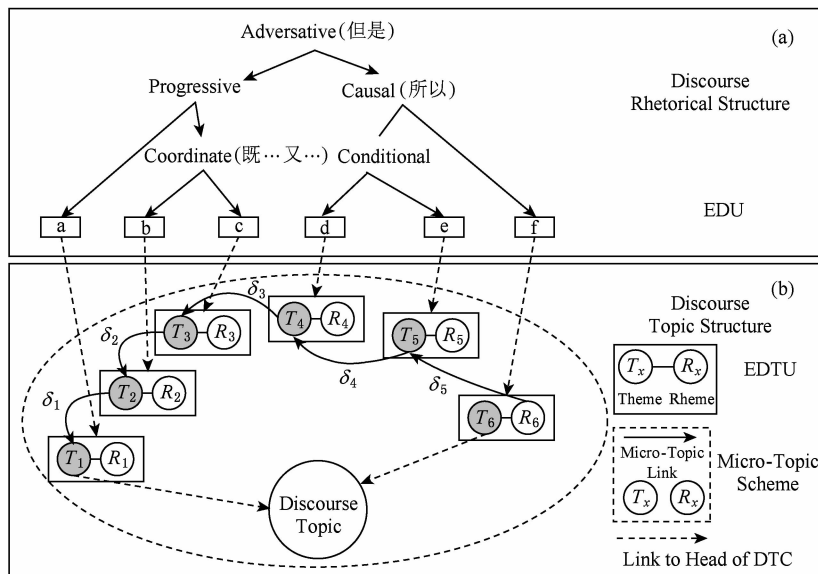 (a)
Adversative(但是)
Progressive
Causal(所以)
Discourse
Rhetorical Structure
Coordinate(既…又…)
Conditional
EDU
a
b
c
d
e
f
(b)
Discourse
Topic Structure
δ₃
T₄
R₄
T₃
R₃
T₅
R₅
δ₂
δ₄
EDTU
Tₓ
Rₓ
Theme
Rheme
T₂
R₂
δ₁
δ₅
T₆
R₆
T₁
R₁
Micro-Topic
Link
Tₓ
Rₓ
Micro-Topic
Scheme
Discourse
Topic
Link to Head of DTC